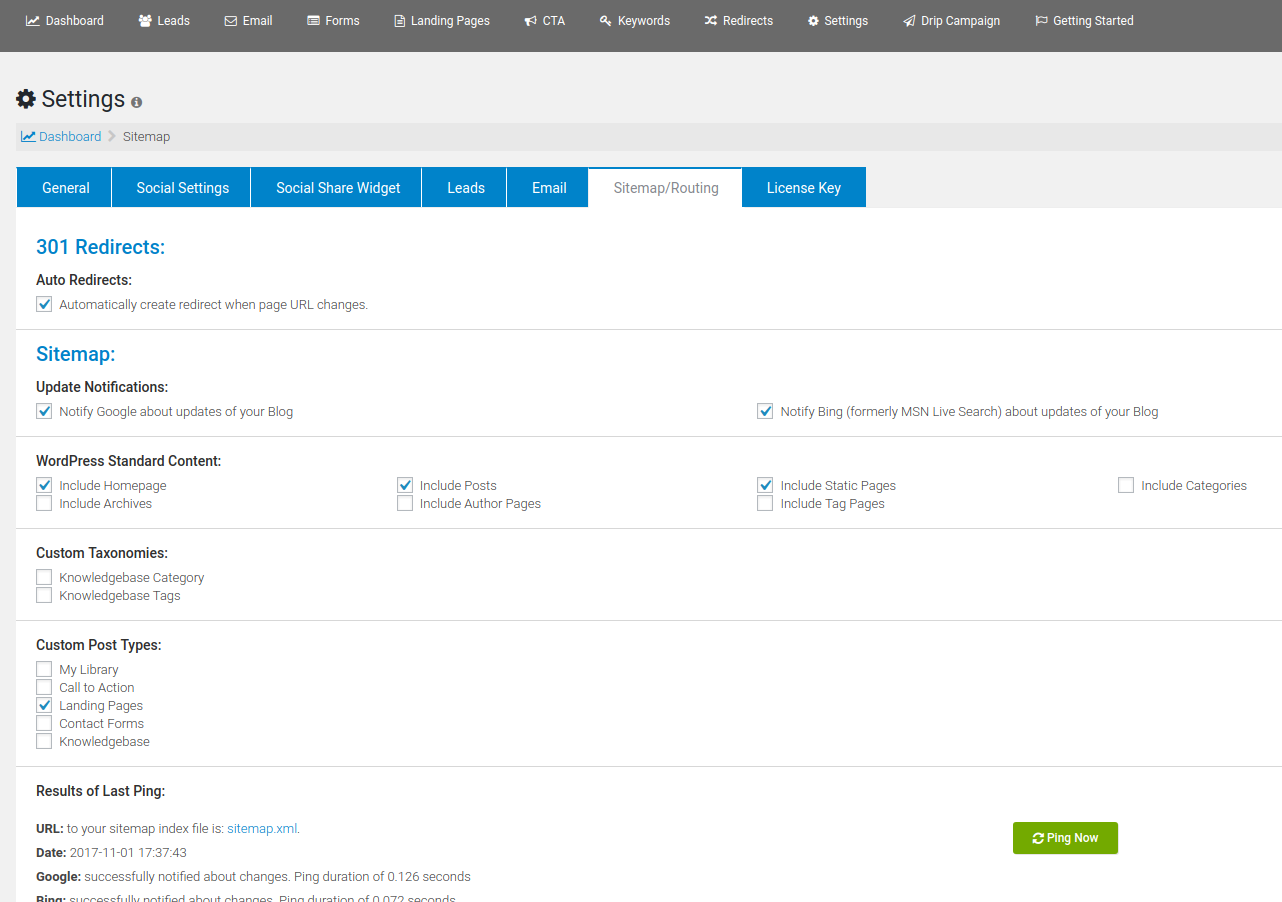 Dashboard Leads Email Forms Landing Pages CTA Keywords Redirects Settings Drip Campaign Getting Started
Settings
Dashboard Sitemap
General Social Settings Social Share Widget Leads Email Sitemap/Routing License Key
301 Redirects:
Auto Redirects:
Automatically create redirect when page URL changes.
Sitemap:
Update Notifications:
Notify Google about updates of your Blog Notify Bing (formerly MSN Live Search) about updates of your Blog
WordPress Standard Content:
Include Homepage Include Posts Include Static Pages Include Categories
Include Archives Include Author Pages Include Tag Pages
Custom Taxonomies:
Knowledgebase Category
Knowledgebase Tags
Custom Post Types:
My Library
Call to Action
Landing Pages
Contact Forms
Knowledgebase
Results of Last Ping:
URL: to your sitemap index file is: sitemap.xml.
Ping Now
Date: 2017-11-01 17:37:43
Google: successfully notified about changes. Ping duration of 0.126 seconds
Bing: successfully notified about changes. Ping duration of 0.072 seconds